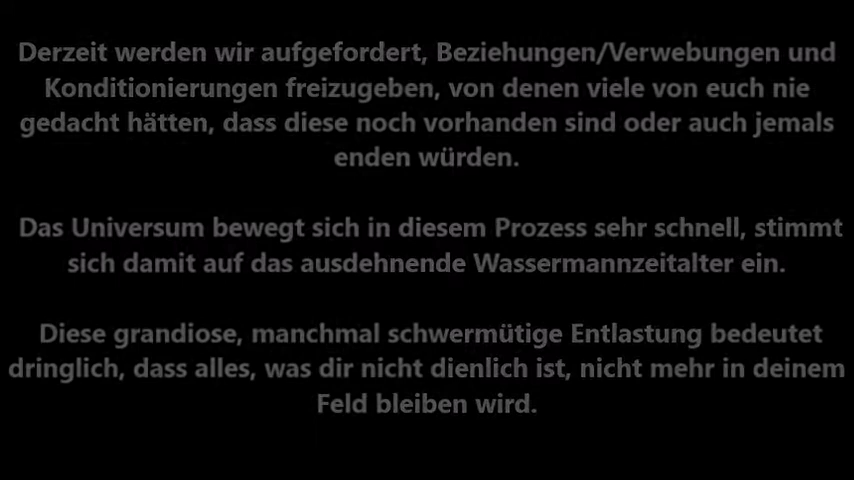 Derzeit werden wir aufgefordert, Beziehungen/Verwebungen und
Konditionierungen freizugeben, von denen viele von euch nie
gedacht hätten, dass diese noch vorhanden sind oder auch jemals
enden würden.
Das Universum bewegt sich in diesem Prozess sehr schnell, stimmt
sich damit auf das ausdehnende Wassermannzeitalter ein.
Diese grandiose, manchmal schwermütige Entlastung bedeutet
dringlich, dass alles, was dir nicht dienlich ist, nicht mehr in deinem
Feld bleiben wird.